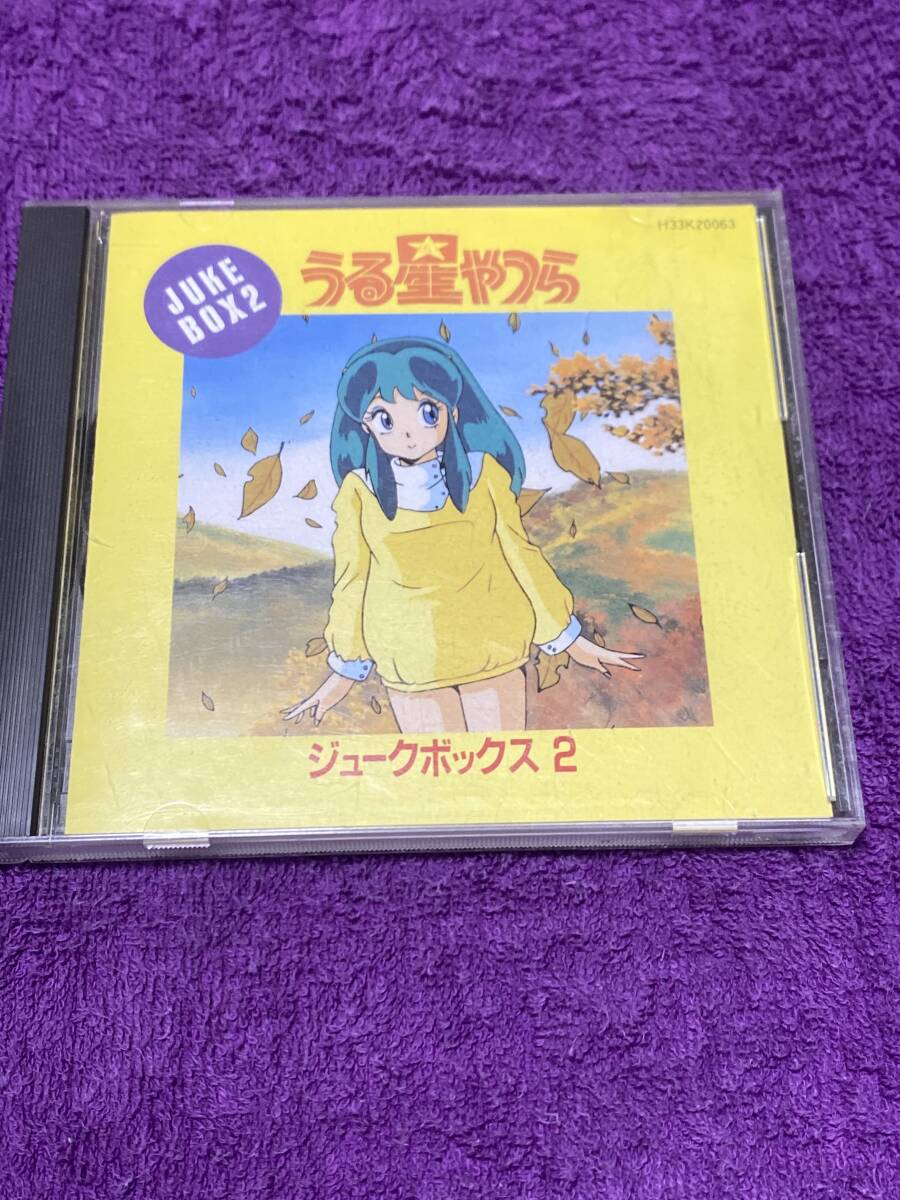 H33K20063
JUKE
BOX2
うる星やつら
ジュークボックス 2